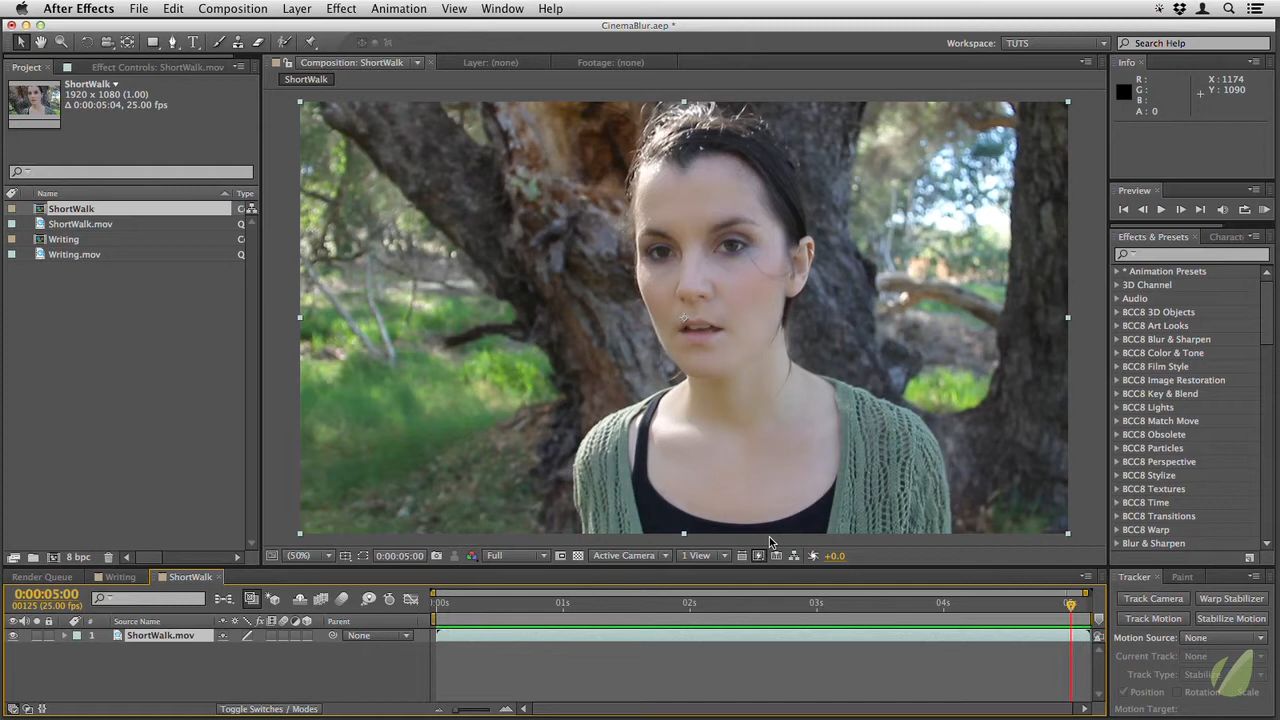 After Effects File Edit Composition Layer Effect Animation View Window Help
CinemaBlur.aep *
Workspace: TUTS Search Help
Project Effect Controls: ShortWalk.mov
ShortWalk
1920 x 1080 (1.00)
Δ 0:00:05:04, 25.00 fps
Name Type
ShortWalk C
ShortWalk.mov Q
Writing C
Writing.mov Q
8 bpc
Composition: ShortWalk Layer: (none) Footage: (none)
ShortWalk
(50%) 0:00:05:00 Full Active Camera 1 View +0.0
Info
R: X: 1174
G: Y: 1090
B:
A: 0
Preview
Effects & Presets Charact
* Animation Presets
3D Channel
Audio
BCC8 3D Objects
BCC8 Art Looks
BCC8 Blur & Sharpen
BCC8 Color & Tone
BCC8 Film Style
BCC8 Image Restoration
BCC8 Key & Blend
BCC8 Lights
BCC8 Match Move
BCC8 Obsolete
BCC8 Particles
BCC8 Perspective
BCC8 Stylize
BCC8 Textures
BCC8 Time
BCC8 Transitions
BCC8 Warp
Blur & Sharpen
Render Queue Writing ShortWalk
0:00:05:00
00125 (25.00 fps)
:00s 01s 02s 03s 04s
Source Name Parent
1 ShortWalk.mov None
Toggle Switches / Modes
Tracker Paint
Track Camera Warp Stabilizer
Track Motion Stabilize Motion
Motion Source: None
Current Track: None
Track Type: Stabilize
Position Rotation Scale
Motion Target: